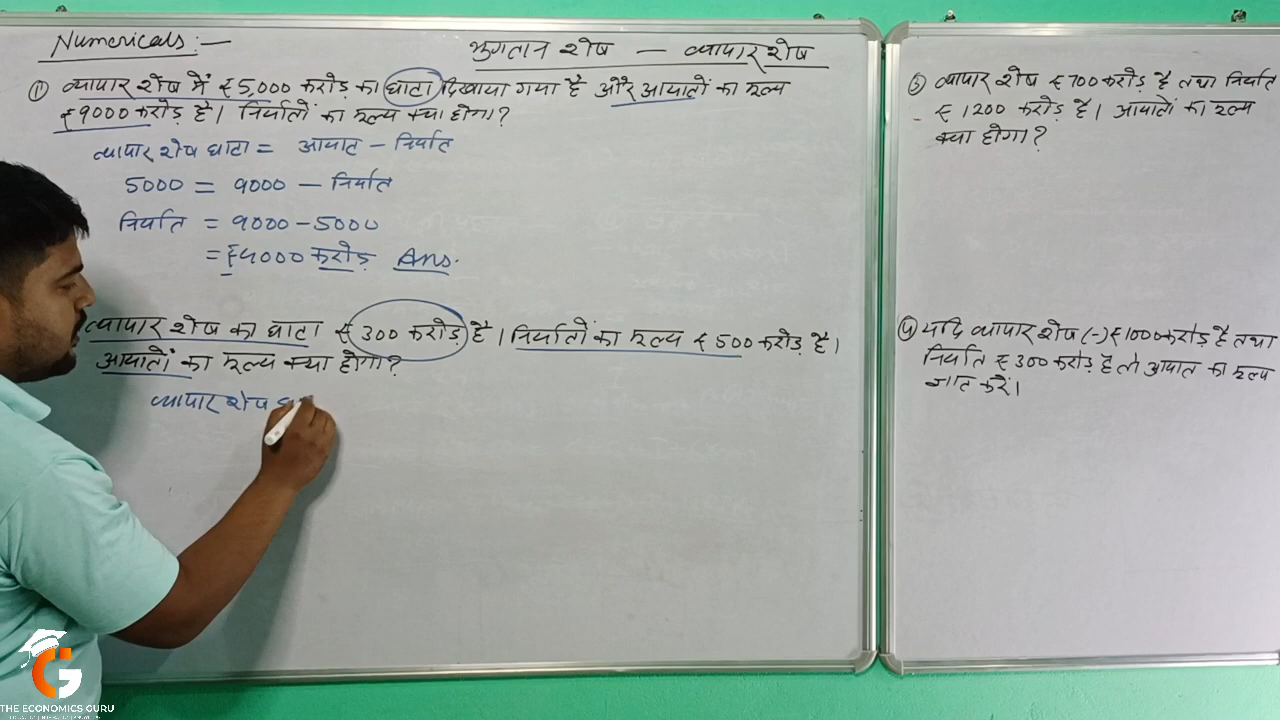 Numericals:—
भुगतान शेष — व्यापार शेष
① व्यापार शेष में ₹5,000 करोड़ का घाटा दिखाया गया है और आयातों का मूल्य
₹9000 करोड़ है। निर्यातों का मूल्य क्या होगा?
व्यापार शेष घाटा = आयात – निर्यात
5000 = 9000 – निर्यात
निर्यात = 9000 – 5000
= ₹4000 करोड़ Ans.
व्यापार शेष का घाटा ₹ 300 करोड़ है। निर्यातों का मूल्य ₹ 500 करोड़ है।
आयातों का मूल्य क्या होगा?
व्यापार शेष
व्यापार शेष ₹700 करोड़ है तथा निर्यात
₹ 1200 करोड़ है। आयातों का मूल्य
क्या होगा?
④ यदि व्यापार शेष (-) ₹1000 करोड़ है तथा
निर्यात ₹ 300 करोड़ है तो आयात का मूल्य
ज्ञात करें।
THE ECONOMICS GURU